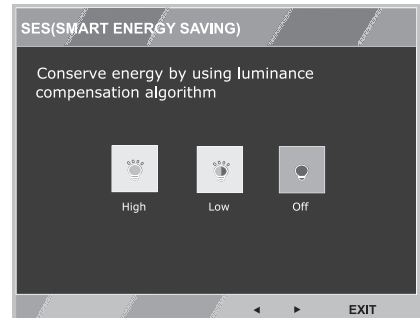 SES(SMART ENERGY SAVING)
Conserve energy by using luminance
compensation algorithm
High Low Off
◄ ► EXIT